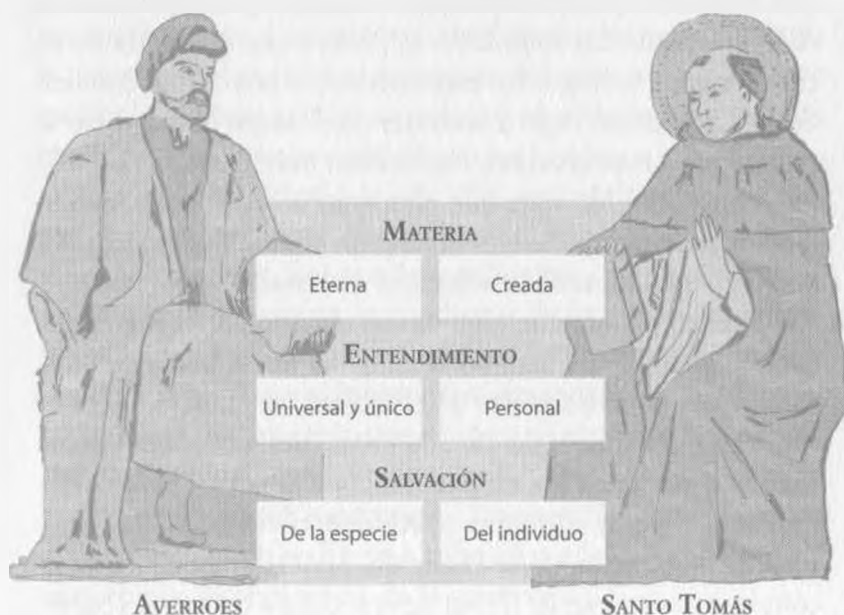 MATERIA
Eterna Creada
ENTENDIMIENTO
Universal y único Personal
SALVACIÓN
De la especie Del individuo
AVERROES SANTO TOMÁS